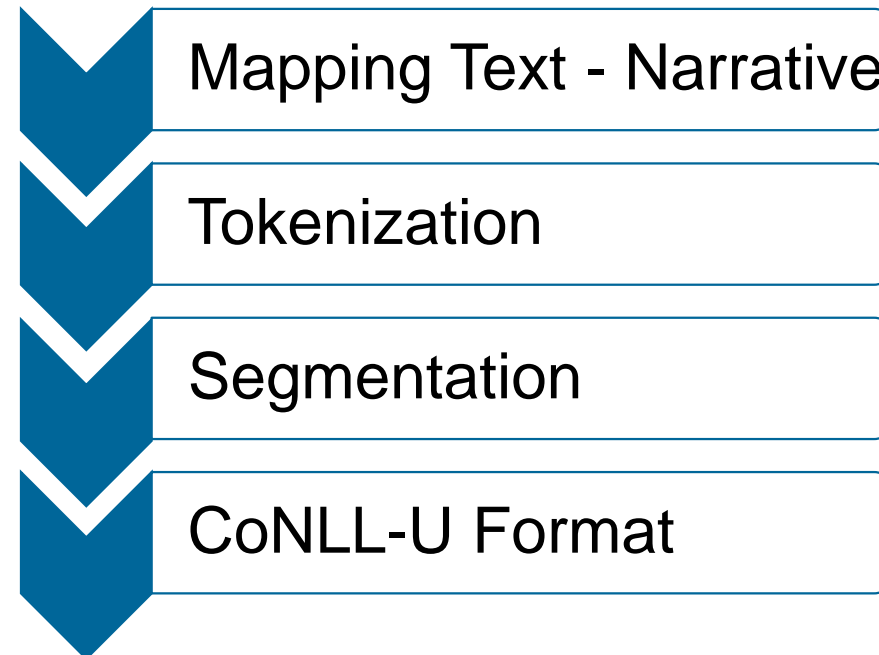 Mapping Text - Narrative
Tokenization
Segmentation
CoNLL-U Format